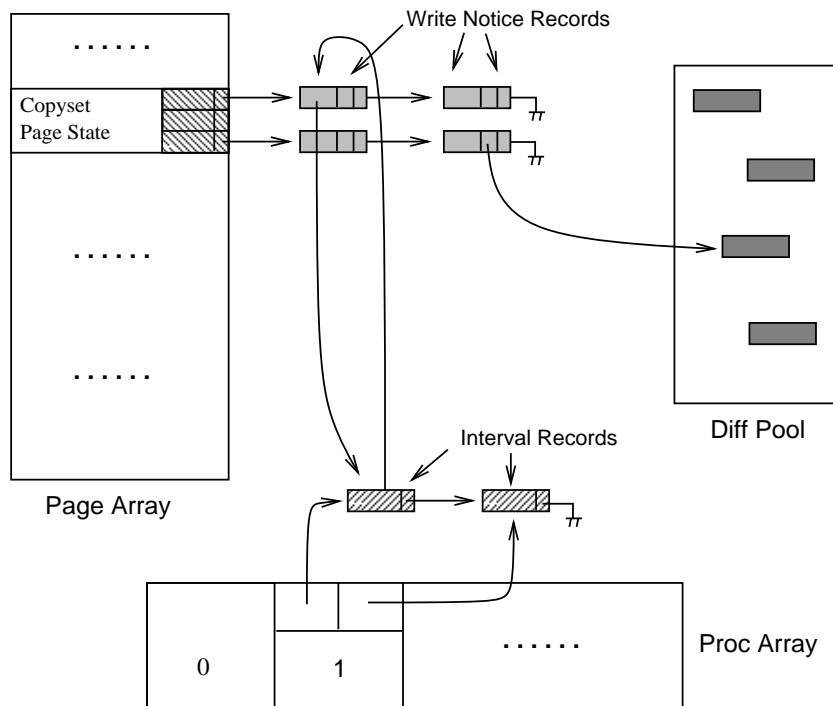 Write Notice Records
. . . . . .
Copyset
Page State
. . . . . .
. . . . . .
Diff Pool
Interval Records
Page Array
Proc Array
. . . . . .
0
1